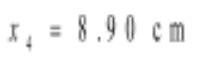 x₄ = 8.90 cm